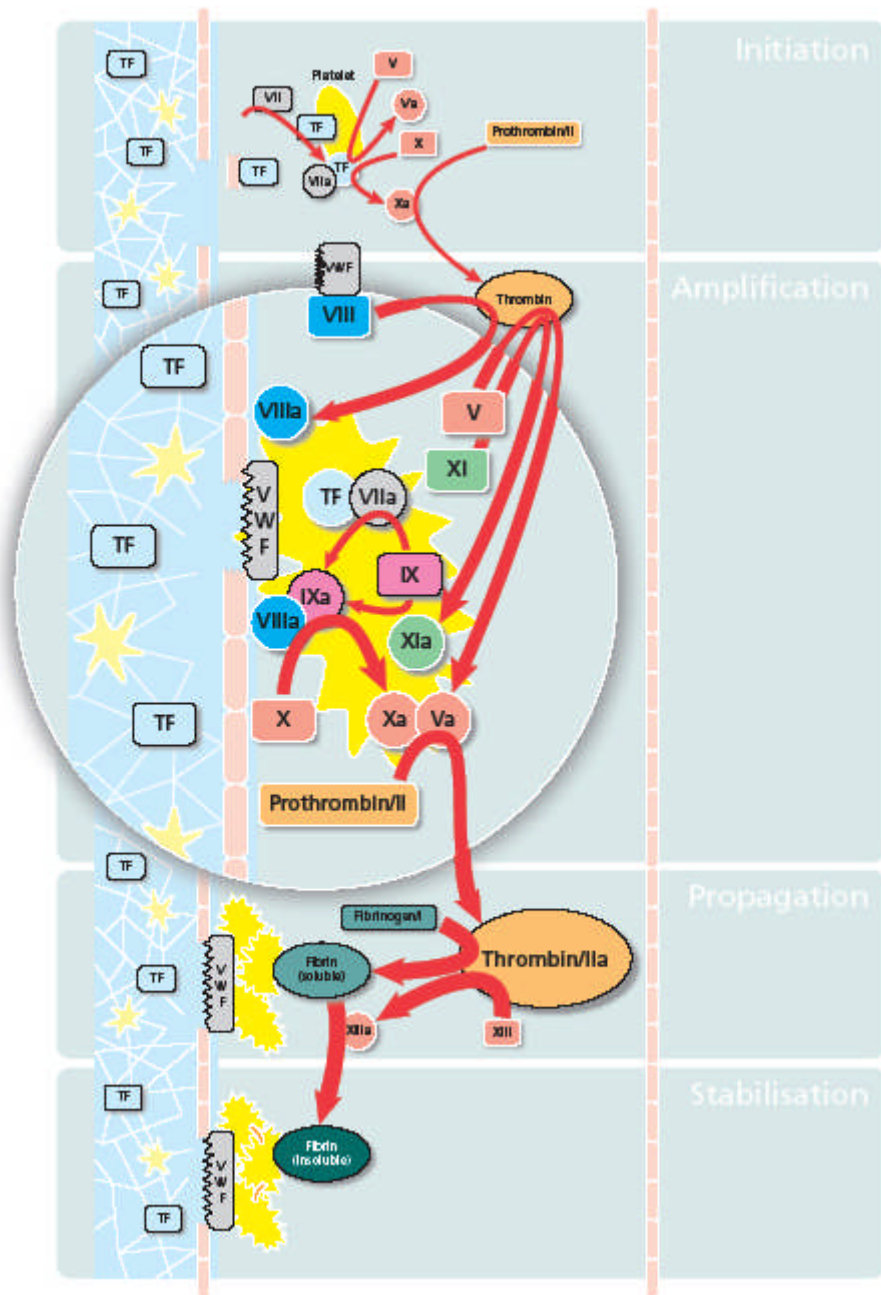 Initiation
TF
Platelet
V
VII
Va
TF
X
Prothrombin/II
TF
TF
TF
VIIa
Xa
VWF
Amplification
TF
Thrombin
VIII
TF
VIIIa
V
XI
V
W
F
TF
VIIa
TF
IX
IXa
VIIIa
XIa
TF
X
Xa
Va
Prothrombin/II
TF
Propagation
Fibrinogen/I
V
W
F
Fibrin
(soluble)
Thrombin/IIa
TF
XIIIa
XIII
Stabilisation
TF
V
W
F
Fibrin
(insoluble)
TF